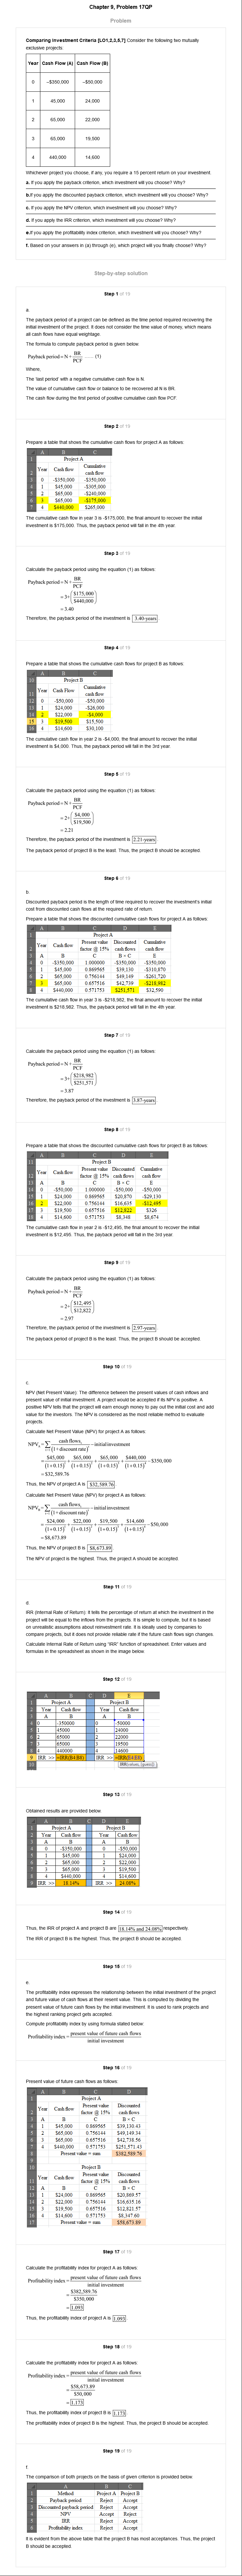 Chapter 9, Problem 17QP
Problem
Comparing Investment Criteria [LO1,2,3,5,7] Consider the following two mutually
exclusive projects:
Year Cash Flow (A) Cash Flow (B)
0 –$350,000 –$50,000
1 45,000 24,000
2 65,000 22,000
3 65,000 19,500
4 440,000 14,600
Whichever project you choose, if any, you require a 15 percent return on your investment.
a. If you apply the payback criterion, which investment will you choose? Why?
b.If you apply the discounted payback criterion, which investment will you choose? Why?
c. If you apply the NPV criterion, which investment will you choose? Why?
d. If you apply the IRR criterion, which investment will you choose? Why?
e.If you apply the profitability index criterion, which investment will you choose? Why?
f. Based on your answers in (a) through (e), which project will you finally choose? Why?
Step-by-step solution
Step 1 of 19
a.
The payback period of a project can be defined as the time period required recovering the
initial investment of the project. It does not consider the time value of money, which means
all cash flows have equal weightage.
The formula to compute payback period is given below:
Payback period = N + BR/PCF ...... (1)
Where,
The 'last period' with a negative cumulative cash flow is N.
The value of cumulative cash flow in balance to be recovered at N is BR.
The cash flow during the first period of positive cumulative cash flow PCF.
Step 2 of 19
Prepare a table that shows the cumulative cash flows for project A as follows:
A B C
1 Project A
2 Year Cash flow Cumulative cash flow
3 0 -$350,000 -$350,000
4 1 $45,000 -$305,000
5 2 $65,000 -$240,000
6 3 $65,000 -$175,000
7 4 $440,000 $265,000
The cumulative cash flow in year 3 is -$175,000, the final amount to recover the initial
investment is $175,000. Thus, the payback period will fall in the 4th year.
Step 3 of 19
Calculate the payback period using the equation (1) as follows:
Payback period = N + BR/PCF
= 3 + ($175,000/$440,000)
= 3.40
Therefore, the payback period of the investment is 3.40-years
Step 4 of 19
Prepare a table that shows the cumulative cash flows for project B as follows:
A B C
10 Project B
11 Year Cash Flow Cumulative cash flow
12 0 -$50,000 -$50,000
13 1 $24,000 -$26,000
14 2 $22,000 -$4,000
15 3 $19,500 $15,500
16 4 $14,600 $30,100
The cumulative cash flow in year 2 is -$4,000, the final amount to recover the initial
investment is $4,000. Thus, the payback period will fall in the 3rd year.
Step 5 of 19
Calculate the payback period using the equation (1) as follows:
Payback period = N + BR/PCF
= 2 + ($4,000/$19,500)
= 2.21
Therefore, the payback period of the investment is 2.21-years.
The payback period of project B is the least. Thus, the project B should be accepted.
Step 6 of 19
b.
Discounted payback period is the length of time required to recover the investment's initial
cost from discounted cash flows at the required rate of return.
Prepare a table that shows the discounted cumulative cash flows for project A as follows:
A B C D E
1 Project A
2 Year Cash flow Present value factor @ 15% Discounted cash flows Cumulative cash flow
3 A B C B × C E
4 0 -$350,000 1.000000 -$350,000 -$350,000
5 1 $45,000 0.869565 $39,130 -$310,870
6 2 $65,000 0.756144 $49,149 -$261,720
7 3 $65,000 0.657516 $42,739 -$218,982
8 4 $440,000 0.571753 $251,571 $32,590
The cumulative cash flow in year 3 is -$218,982, the final amount to recover the initial
investment is $218,982. Thus, the payback period will fall in the 4th year.
Step 7 of 19
Calculate the payback period using the equation (1) as follows:
Payback period = N + BR/PCF
= 3 + ($218,982/$251,571)
= 3.87
Therefore, the payback period of the investment is 3.87-years.
Step 8 of 19
Prepare a table that shows the discounted cumulative cash flows for project B as follows:
A B C D E
11 Project B
12 Year Cash flow Present value factor @ 15% Discounted cash flows Cumulative cash flow
13 A B C B × C E
14 0 -$50,000 1.000000 -$50,000 -$50,000
15 1 $24,000 0.869565 $20,870 -$29,130
16 2 $22,000 0.756144 $16,635 -$12,495
17 3 $19,500 0.657516 $12,822 $326
18 4 $14,600 0.571753 $8,348 $8,674
The cumulative cash flow in year 2 is -$12,495, the final amount to recover the initial
investment is $12,495. Thus, the payback period will fall in the 3rd year
Step 9 of 19
Calculate the payback period using the equation (1) as follows:
Payback period = N + BR/PCF
= 2 + ($12,495/$12,822)
= 2.97
Therefore, the payback period of the investment is 2.97-years.
The payback period of project B is the least. Thus, the project B should be accepted.
Step 10 of 19
c.
NPV (Net Present Value): The difference between the present values of cash inflows and
present value of initial investment. A project would be accepted if its NPV is positive. A
positive NPV tells that the project will earn enough money to pay the initial cost and add
value for the investors. The NPV is considered as the most reliable method to evaluate
projects.
Calculate Net Present Value (NPV) for project A as follows:
NPV_A = Σ cash flows_t/(1+discount rate)^t − initial investment
= $45,000/(1+0.15)^1 + $65,000/(1+0.15)^2 + $65,000/(1+0.15)^3 + $440,000/(1+0.15)^4 − $350,000
= $32,589.76
Thus, the NPV of project A is $32,589.76.
Calculate Net Present Value (NPV) for project A as follows:
NPV_B = Σ cash flows_t/(1+discount rate)^t − initial investment
= $24,000/(1+0.15)^1 + $22,000/(1+0.15)^2 + $19,500/(1+0.15)^3 + $14,600/(1+0.15)^4 − $50,000
= $8,673.89
Thus, the NPV of project B is $8,673.89.
The NPV of project A is the highest. Thus, the project A should be accepted.
Step 11 of 19
d.
IRR (Internal Rate of Return): It tells the percentage of return at which the investment in the
project will be equal to the inflows from the projects. It is simple to compute, but it is based
on unrealistic assumptions about reinvestment rate. It is ideally used by companies to
compare projects, but it does not provide reliable rate if the future cash flows sign changes.
Calculate Internal Rate of Return using "IRR" function of spreadsheet. Enter values and
formulas in the spreadsheet as shown in the image below.
Step 12 of 19
A B C D E
1 Project A Project B
2 Year Cash flow Year Cash flow
3 A B A B
4 0 -350000 0 -50000
5 1 45000 1 24000
6 2 65000 2 22000
7 3 65000 3 19500
8 4 440000 4 14600
9 IRR >> =IRR(B4:B8) IRR >> =IRR(E4:E8)
10 IRR(values, [guess])
Step 13 of 19
Obtained results are provided below.
A B C D E
1 Project A Project B
2 Year Cash flow Year Cash flow
3 A B A B
4 0 -$350,000 0 -$50,000
5 1 $45,000 1 $24,000
6 2 $65,000 2 $22,000
7 3 $65,000 3 $19,500
8 4 $440,000 4 $14,600
9 IRR >> 18.14% IRR >> 24.08%
Step 14 of 19
Thus, the IRR of project A and project B are 18.14% and 24.08% respectively.
The IRR of project B is the highest. Thus, the project B should be accepted.
Step 15 of 19
e.
The profitability index expresses the relationship between the initial investment of the project
and future value of cash flows at their resent value. This is computed by dividing the
present value of future cash flows by the initial investment. It is used to rank projects and
the highest ranking project gets accepted.
Compute profitability index by using formula stated below:
Profitability index = present value of future cash flows/initial investment
Step 16 of 19
Present value of future cash flows as follows:
A B C D
1 Project A
2 Year Cash flow Present value factor @ 15% Discounted cash flows
3 A B C B × C
4 1 $45,000 0.869565 $39,130.43
5 2 $65,000 0.756144 $49,149.34
6 3 $65,000 0.657516 $42,738.56
7 4 $440,000 0.571753 $251,571.43
8 Present value = sum $382,589.76
10 Project B
11 Year Cash flow Present value factor @ 15% Discounted cash flows
12 A B C B × C
13 1 $24,000 0.869565 $20,869.57
14 2 $22,000 0.756144 $16,635.16
15 3 $19,500 0.657516 $12,821.57
16 4 $14,600 0.571753 $8,347.60
17 Present value = sum $58,673.89
Step 17 of 19
Calculate the profitability index for project A as follows:
Profitability index = present value of future cash flows/initial investment
= $382,589.76/$350,000
= 1.093
Thus, the profitability index of project A is 1.093.
Step 18 of 19
Calculate the profitability index for project A as follows:
Profitability index = present value of future cash flows/initial investment
= $58,673.89/$50,000
= 1.173
Thus, the profitability index of project B is 1.173.
The profitability index of project B is the highest. Thus, the project B should be accepted.
Step 19 of 19
f.
The comparison of both projects on the basis of given criterion is provided below:
A B C
1 Method Project A Project B
2 Payback period Reject Accept
3 Discounted payback period Reject Accept
4 NPV Accept Reject
5 IRR Reject Accept
6 Profitability index Reject Accept
It is evident from the above table that the project B has most acceptances. Thus, the project
B should be accepted.